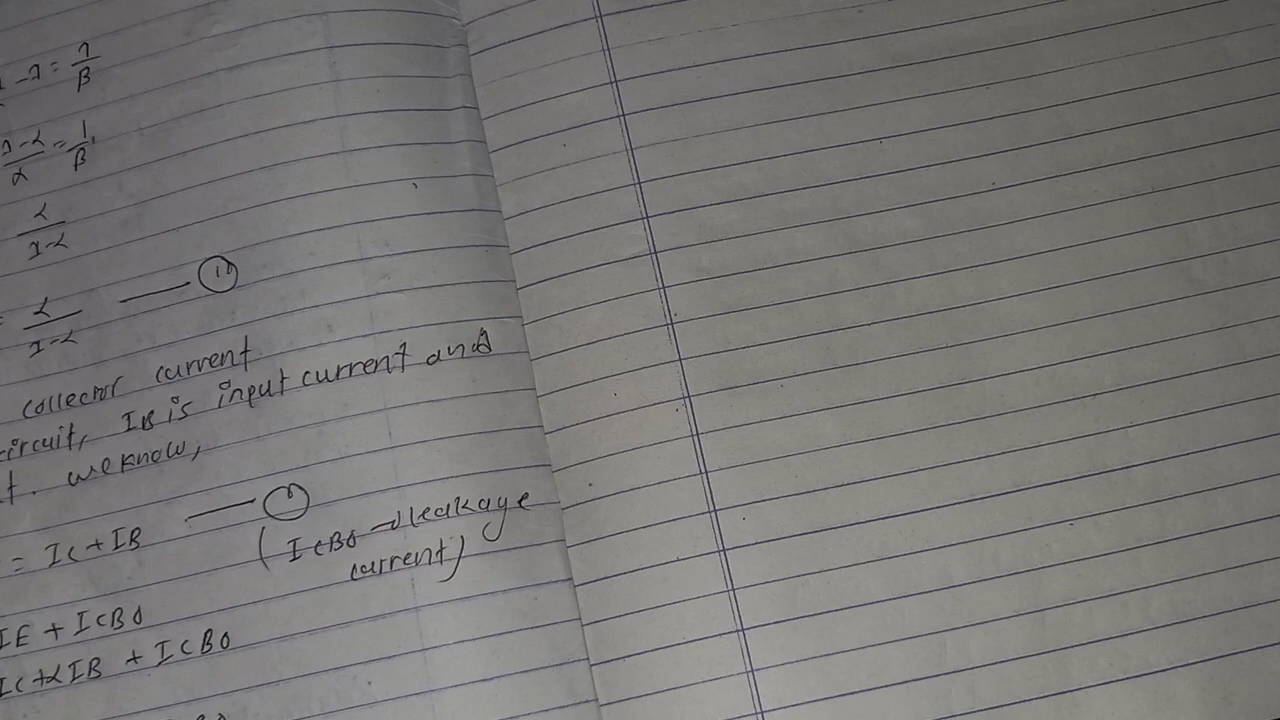 -1 = 1/β
1-α/α = 1/β
α/1-α
= α/1-α — (ii)
collector current
circuit, IB is input current and
t. we know,
= IC + IB — (i)
(ICBO → leakage
current)
IE + ICBO
IC + αIB + ICBO